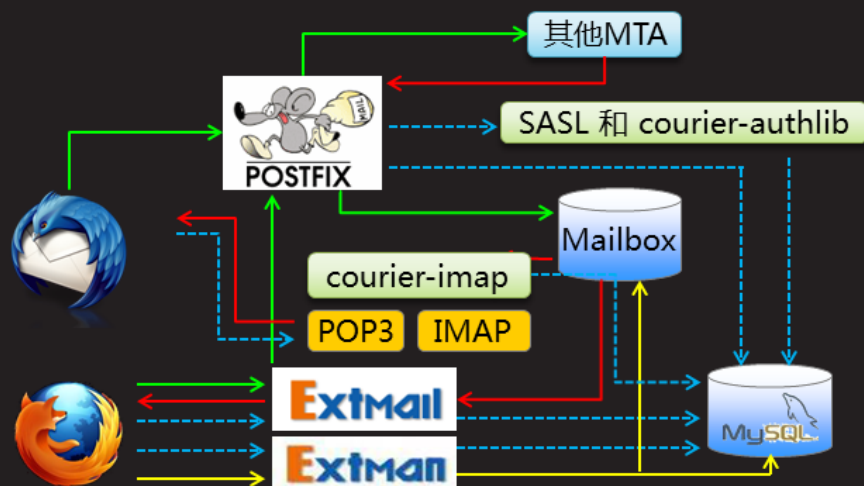 其他MTA
MAIL
POSTFIX
SASL 和 courier-authlib
Mailbox
courier-imap
POP3
IMAP
Extmail
MySQL
Extman